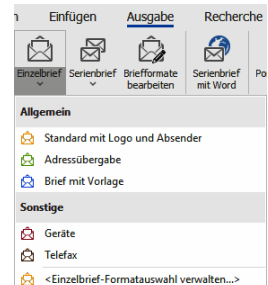 n Einfügen Ausgabe Recherche
Einzelbrief Serienbrief Briefformate bearbeiten Serienbrief mit Word Po
Allgemein
Standard mit Logo und Absender
Adressübergabe
Brief mit Vorlage
Sonstige
Geräte
Telefax
<Einzelbrief-Formatauswahl verwalten...>